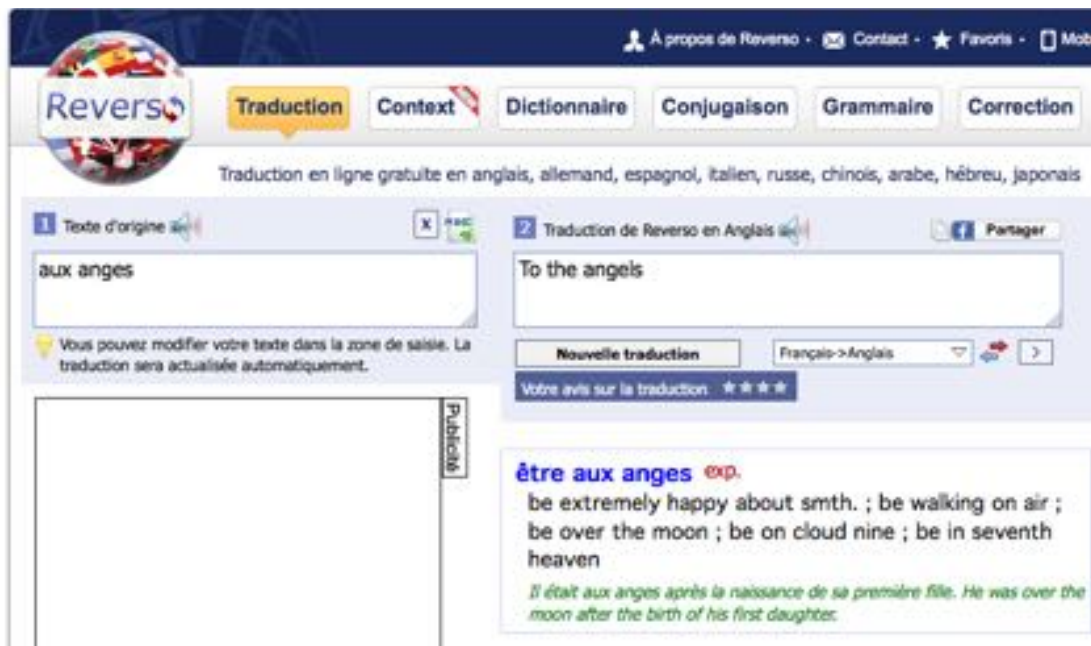 À propos de Reverso · Contact · Favoris · Mob
Reverso
Traduction Context Dictionnaire Conjugaison Grammaire Correction
Traduction en ligne gratuite en anglais, allemand, espagnol, italien, russe, chinois, arabe, hébreu, japonais
1 Texte d'origine X
aux anges
Vous pouvez modifier votre texte dans la zone de saisie. La
traduction sera actualisée automatiquement.
2 Traduction de Reverso en Anglais f Partager
To the angels
Nouvelle traduction Français->Anglais >
Votre avis sur la traduction
Publicité
être aux anges exp.
be extremely happy about smth. ; be walking on air ;
be over the moon ; be on cloud nine ; be in seventh
heaven
Il était aux anges après la naissance de sa première fille. He was over the
moon after the birth of his first daughter.